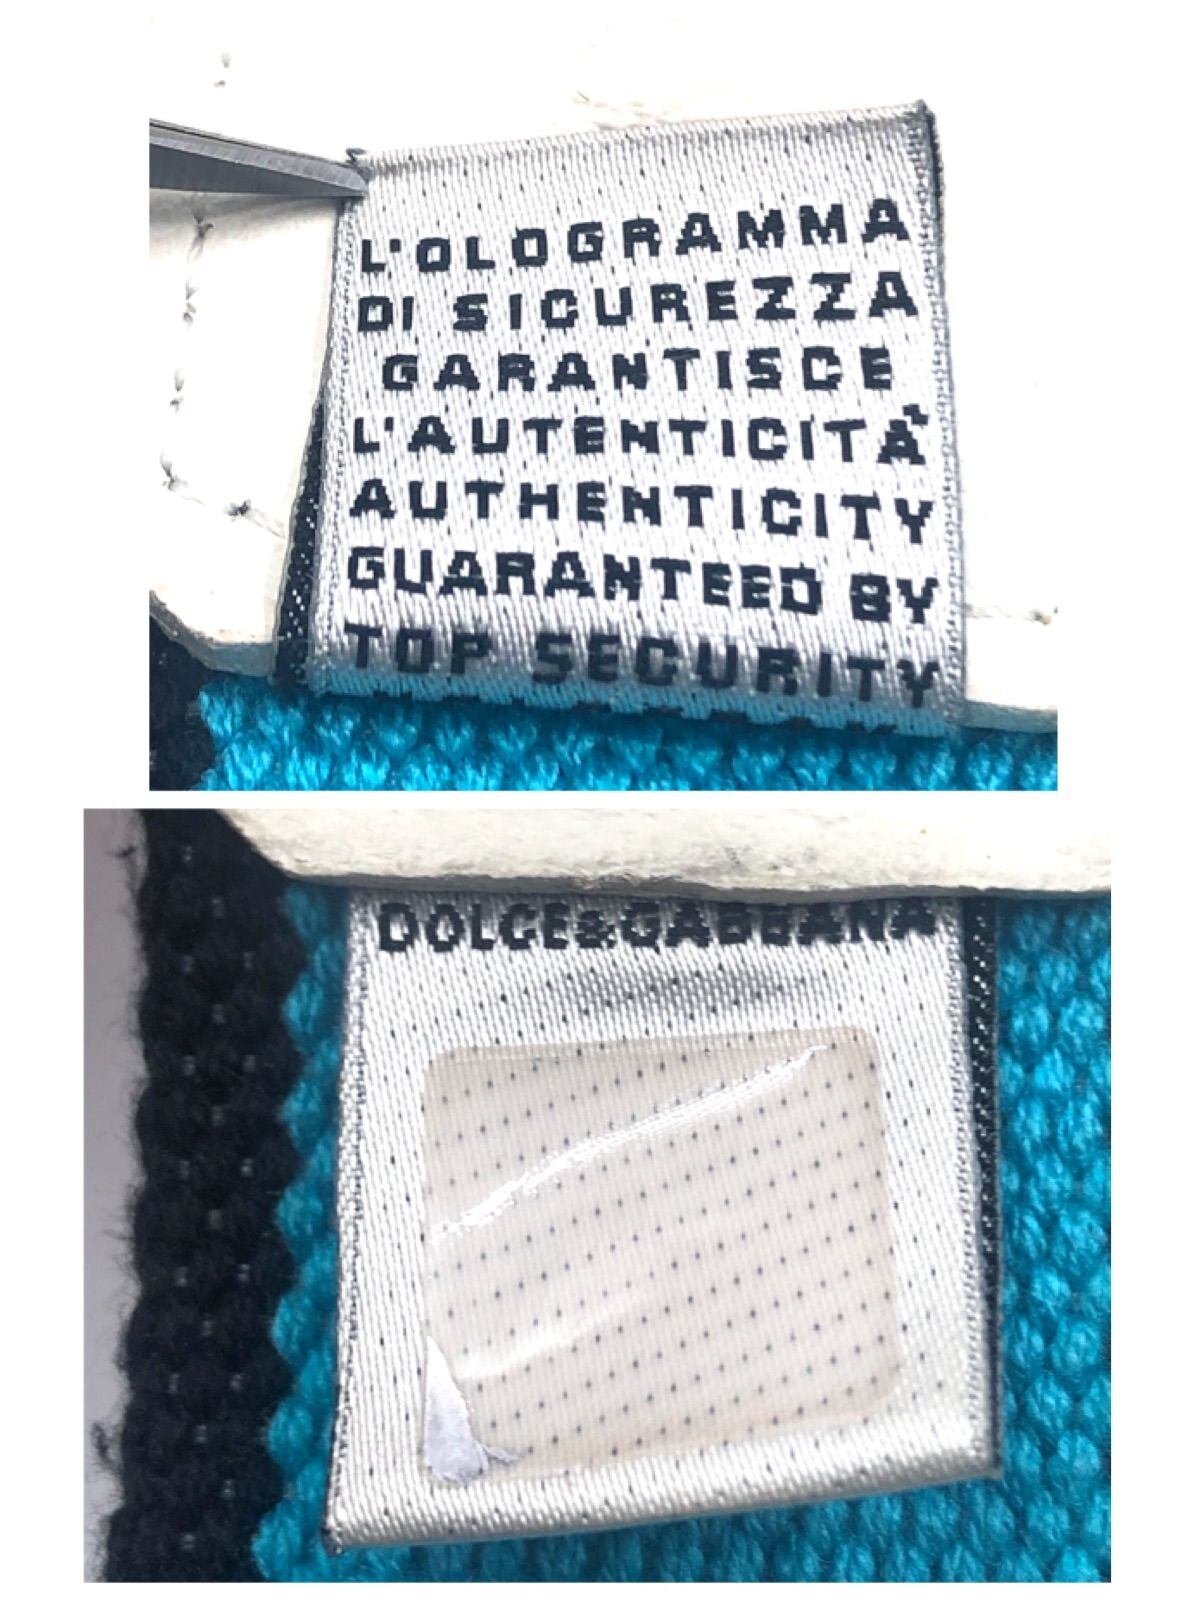 L'OLOGRAMMA
DI SICUREZZA
GARANTISCE
L'AUTENTICITÀ
AUTHENTICITY
GUARANTEED BY
TOP SECURITY
DOLCE&GABBANA